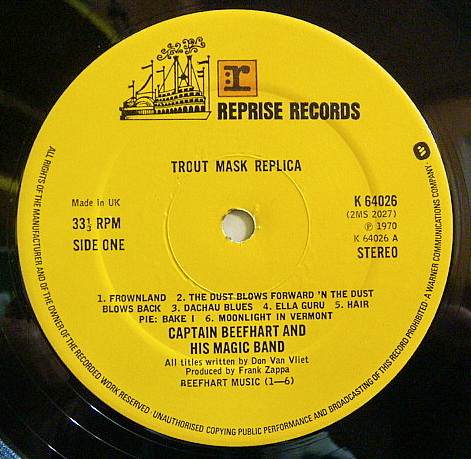 r
REPRISE RECORDS
TROUT MASK REPLICA
Made in UK
33⅓ RPM
SIDE ONE
K 64026
(2MS 2027)
℗ 1970
K 64026 A
STEREO
1. FROWNLAND 2. THE DUST BLOWS FORWARD 'N THE DUST
BLOWS BACK 3. DACHAU BLUES 4. ELLA GURU 5. HAIR
PIE: BAKE I 6. MOONLIGHT IN VERMONT
CAPTAIN BEEFHART AND
HIS MAGIC BAND
All titles written by Don Van Vliet
Produced by Frank Zappa
BEEFHART MUSIC (1—6)
ALL RIGHTS OF THE MANUFACTURER AND OF THE OWNER OF THE RECORDED WORK RESERVED · UNAUTHORISED COPYING PUBLIC PERFORMANCE AND BROADCASTING OF THIS RECORD PROHIBITED · A WARNER COMMUNICATIONS COMPANY ·